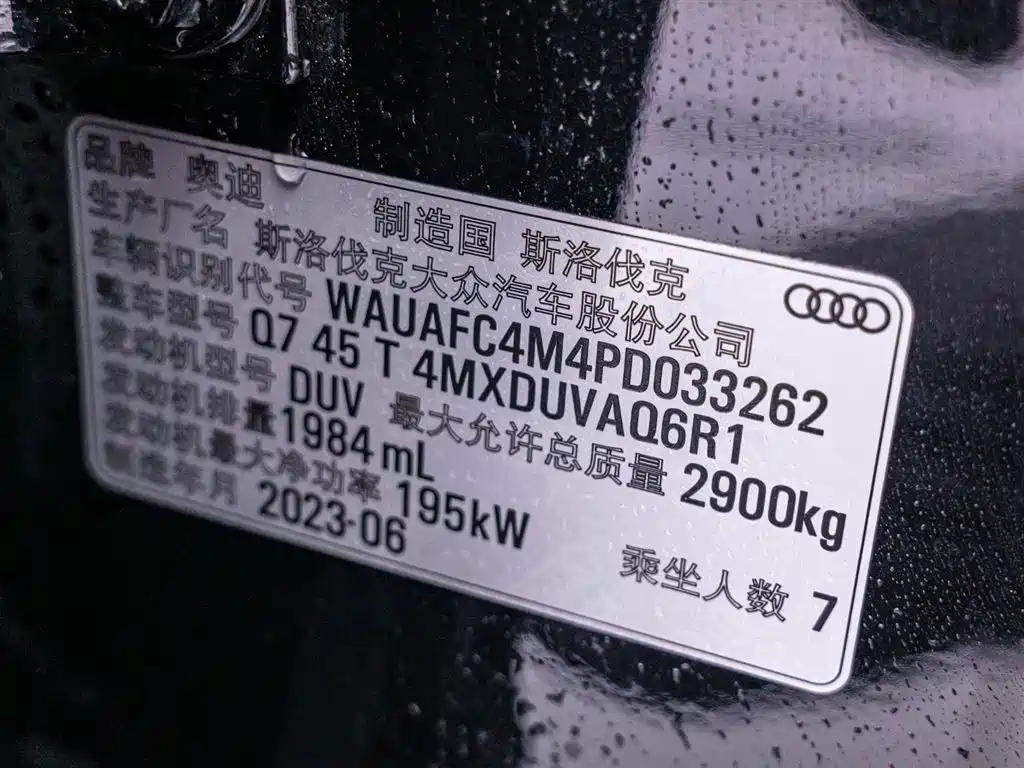 品牌 奥迪 制造国 斯洛伐克
生产厂名 斯洛伐克大众汽车股份公司
车辆识别代号 WAUAFC4M4PD033262
整车型号 Q7 45 T 4MXDUVAQ6R1
发动机型号 DUV 最大允许总质量 2900kg
发动机排量 1984 mL
发动机最大净功率 195kW
制造年月 2023-06 乘坐人数 7